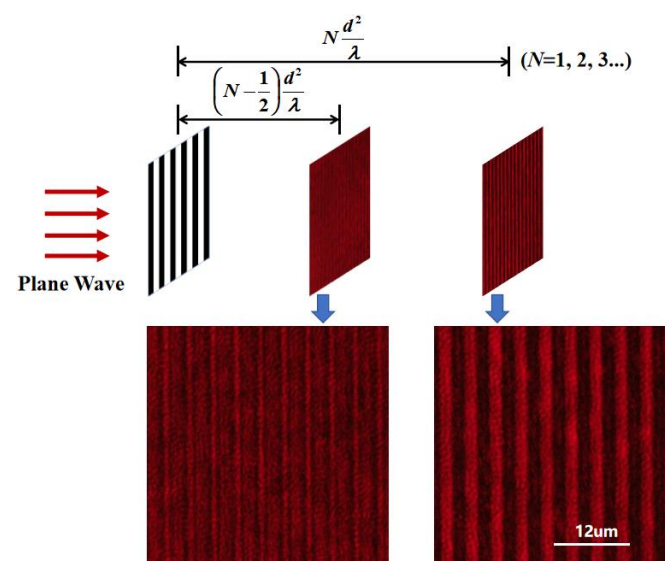 N d²/λ
(N=1, 2, 3...)
(N - 1/2) d²/λ
Plane Wave
12um